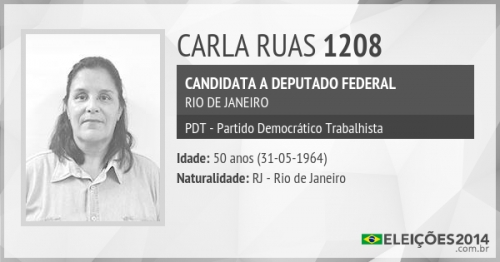 CARLA RUAS 1208
CANDIDATA A DEPUTADO FEDERAL
RIO DE JANEIRO
PDT - Partido Democrático Trabalhista
Idade: 50 anos (31-05-1964)
Naturalidade: RJ - Rio de Janeiro
ELEIÇÕES2014
.com.br